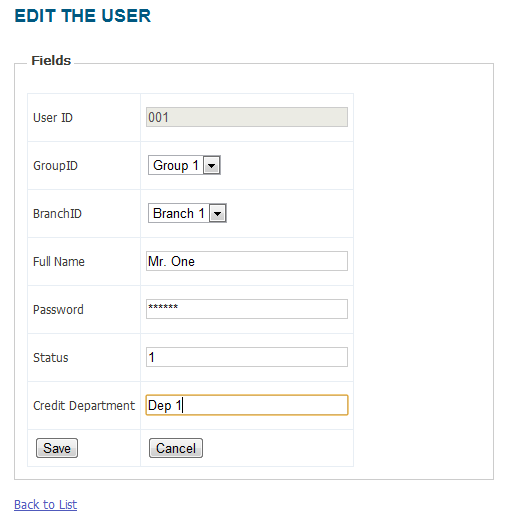 EDIT THE USER
Fields
User ID 001
GroupID Group 1
BranchID Branch 1
Full Name Mr. One
Password ******
Status 1
Credit Department Dep 1
Save Cancel
Back to List